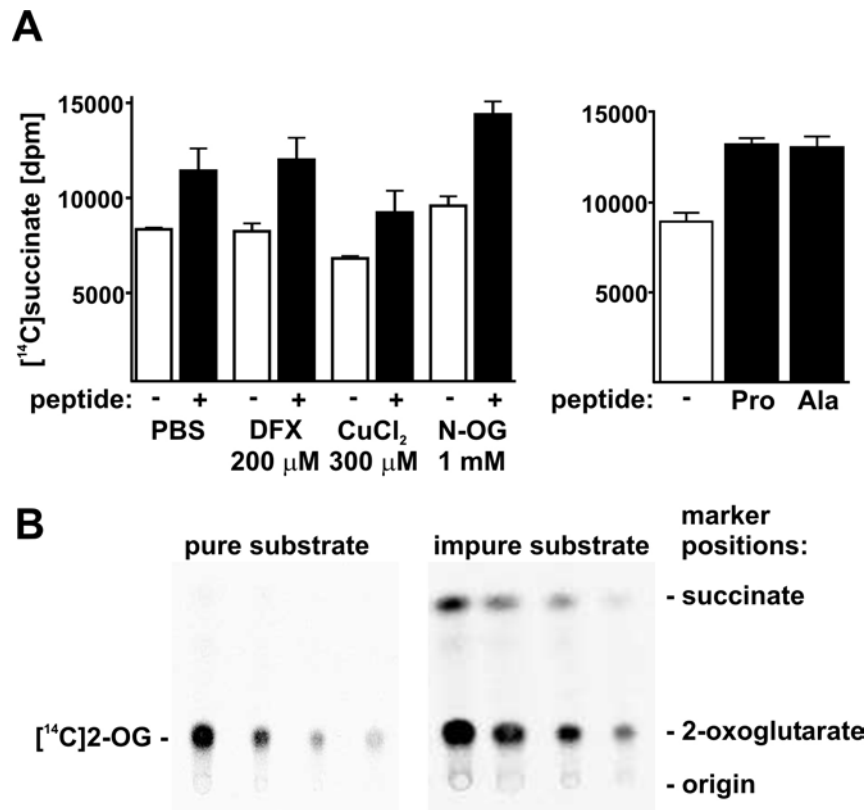 A
[¹⁴C]succinate [dpm]
15000
10000
5000
peptide: - + - + - + - +
PBS DFX CuCl₂ N-OG
200 μM 300 μM 1 mM
15000
10000
5000
peptide: - Pro Ala
B
pure substrate
impure substrate
marker
positions:
- succinate
[¹⁴C]2-OG -
- 2-oxoglutarate
- origin